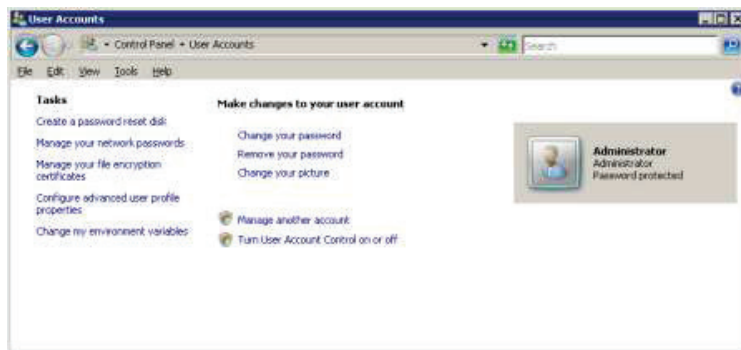 User Accounts
Control Panel User Accounts
Search
File Edit View Tools Help
Tasks
Create a password reset disk
Manage your network passwords
Manage your file encryption
certificates
Configure advanced user profile
properties
Change my environment variables
Make changes to your user account
Change your password
Remove your password
Change your picture
Manage another account
Turn User Account Control on or off
Administrator
Administrator
Password protected